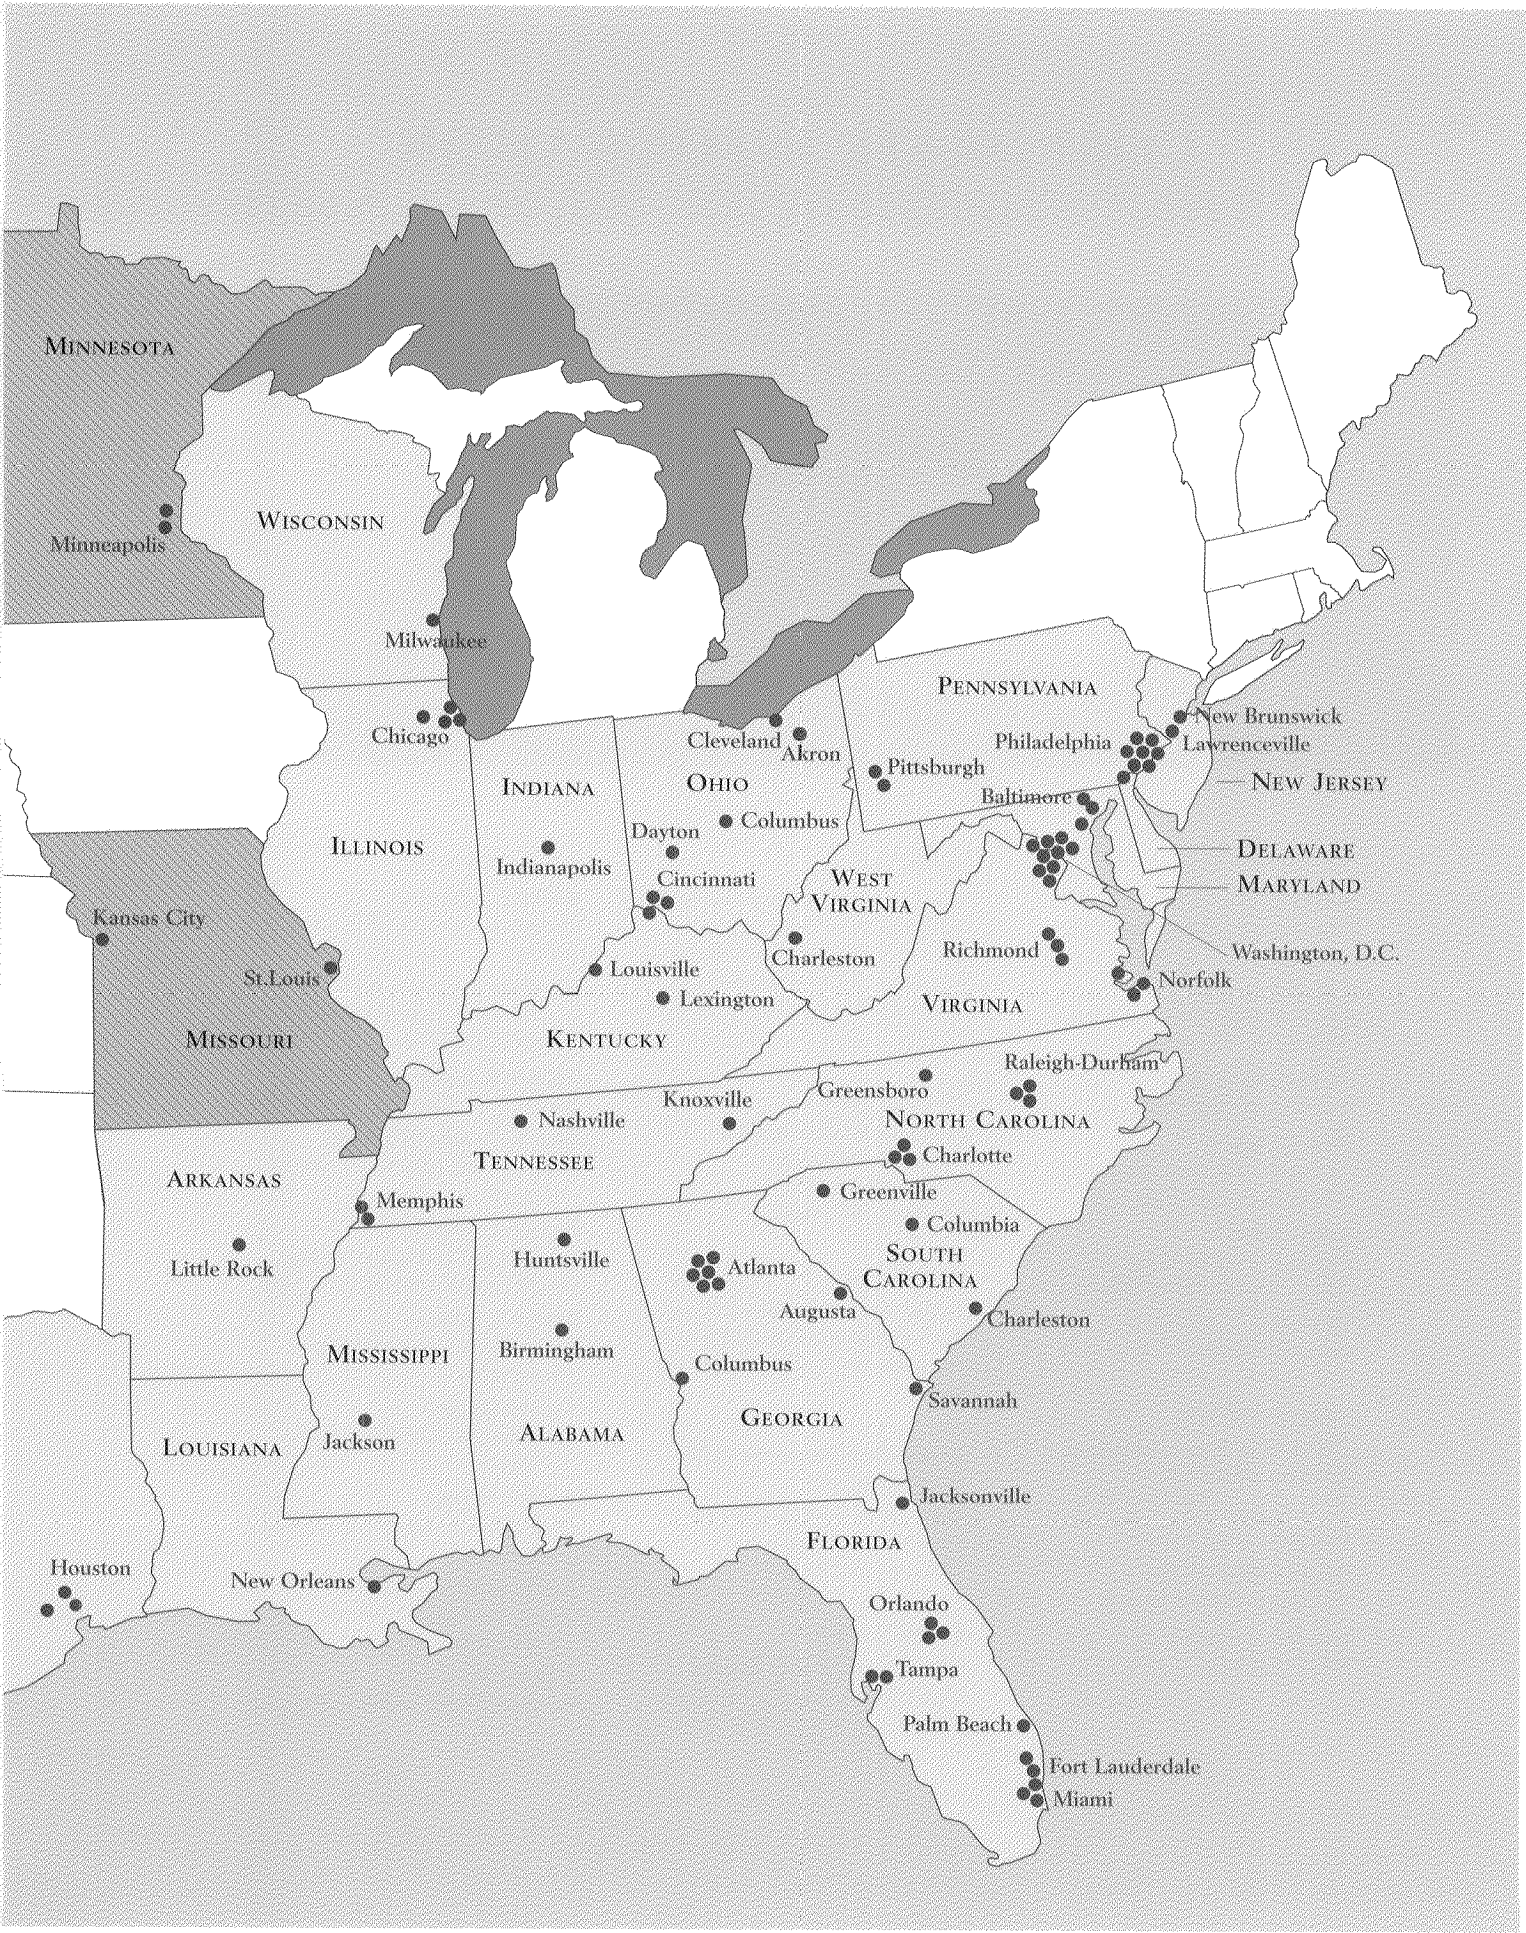 MINNESOTA
WISCONSIN
Minneapolis
Milwaukee
PENNSYLVANIA
New Brunswick
Chicago
Cleveland
Akron
Philadelphia
Lawrenceville
Pittsburgh
INDIANA
OHIO
NEW JERSEY
Baltimore
Columbus
Dayton
ILLINOIS
Indianapolis
DELAWARE
Cincinnati
WEST
VIRGINIA
MARYLAND
Kansas City
Richmond
Washington, D.C.
Charleston
Louisville
St.Louis
Norfolk
Lexington
VIRGINIA
MISSOURI
KENTUCKY
Raleigh-Durham
Greensboro
Knoxville
Nashville
NORTH CAROLINA
Charlotte
TENNESSEE
ARKANSAS
Greenville
Memphis
Columbia
Huntsville
SOUTH
CAROLINA
Little Rock
Atlanta
Augusta
Charleston
Birmingham
MISSISSIPPI
Columbus
Savannah
GEORGIA
ALABAMA
Jackson
LOUISIANA
Jacksonville
FLORIDA
Houston
New Orleans
Orlando
Tampa
Palm Beach
Fort Lauderdale
Miami